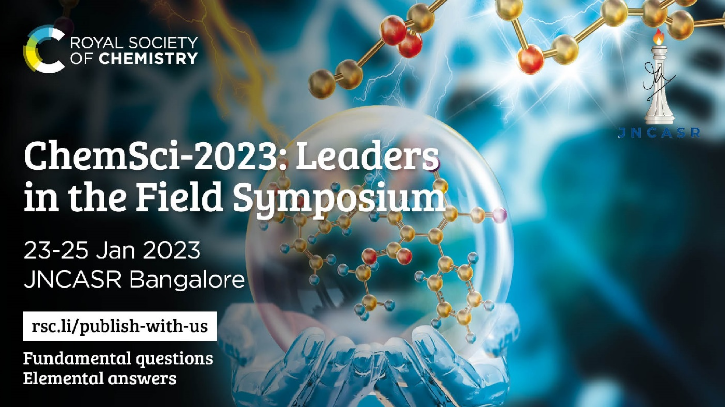 ROYAL SOCIETY
OF CHEMISTRY
JNCASR
ChemSci-2023: Leaders
in the Field Symposium
23-25 Jan 2023
JNCASR Bangalore
rsc.li/publish-with-us
Fundamental questions
Elemental answers